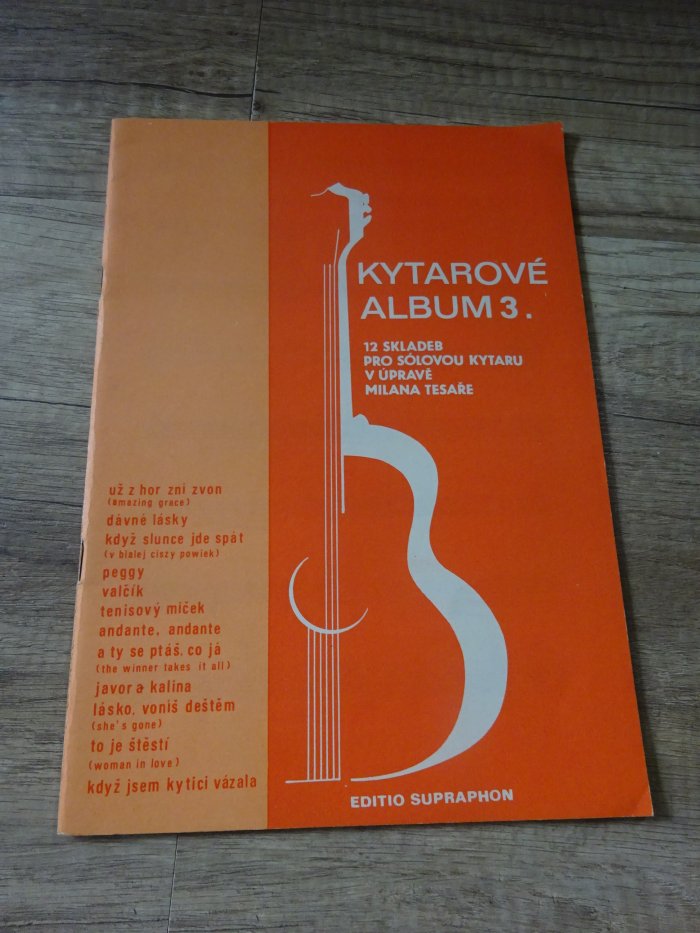 KYTAROVÉ
ALBUM 3.
12 SKLADEB
PRO SÓLOVOU KYTARU
V ÚPRAVĚ
MILANA TESAŘE
už z hor zní zvon
(amazing grace)
dávné lásky
když slunce jde spát
(v bialej ciszy powiek)
peggy
valčík
tenisový míček
andante, andante
a ty se ptáš, co já
(the winner takes it all)
javor a kalina
lásko, voníš deštěm
(she's gone)
to je štěstí
(woman in love)
když jsem kytici vázala
EDITIO SUPRAPHON